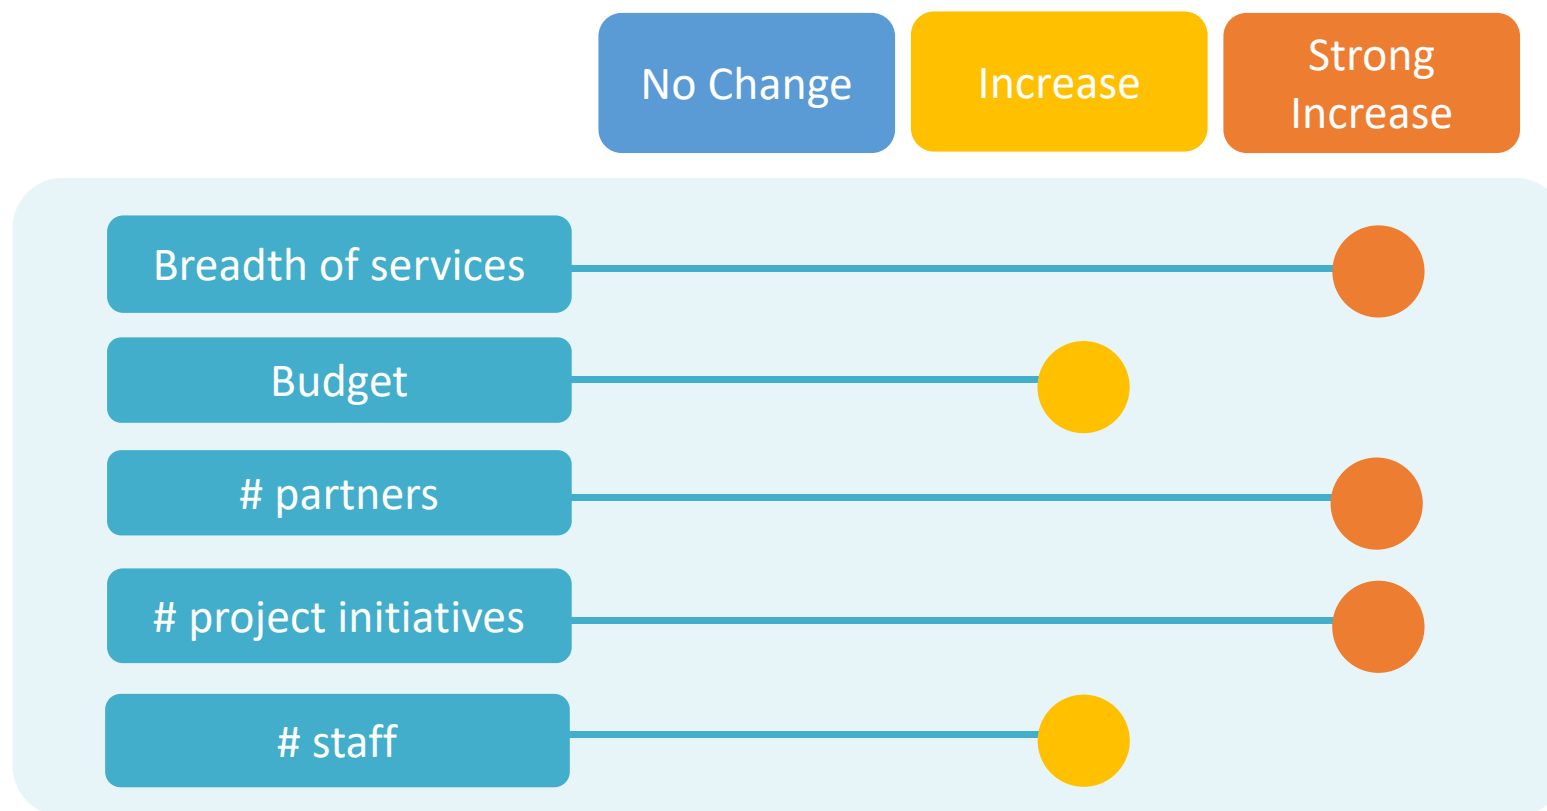 No Change
Increase
Strong
Increase
Breadth of services
Budget
# partners
# project initiatives
# staff